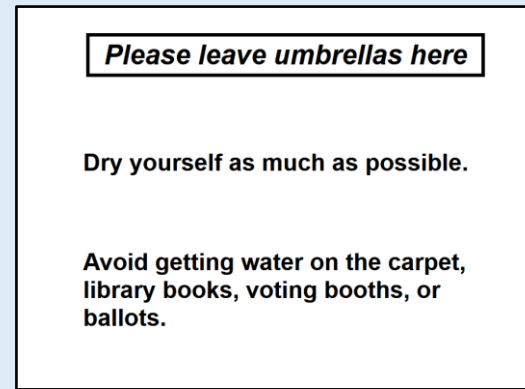 Please leave umbrellas here
Dry yourself as much as possible.
Avoid getting water on the carpet,
library books, voting booths, or
ballots.